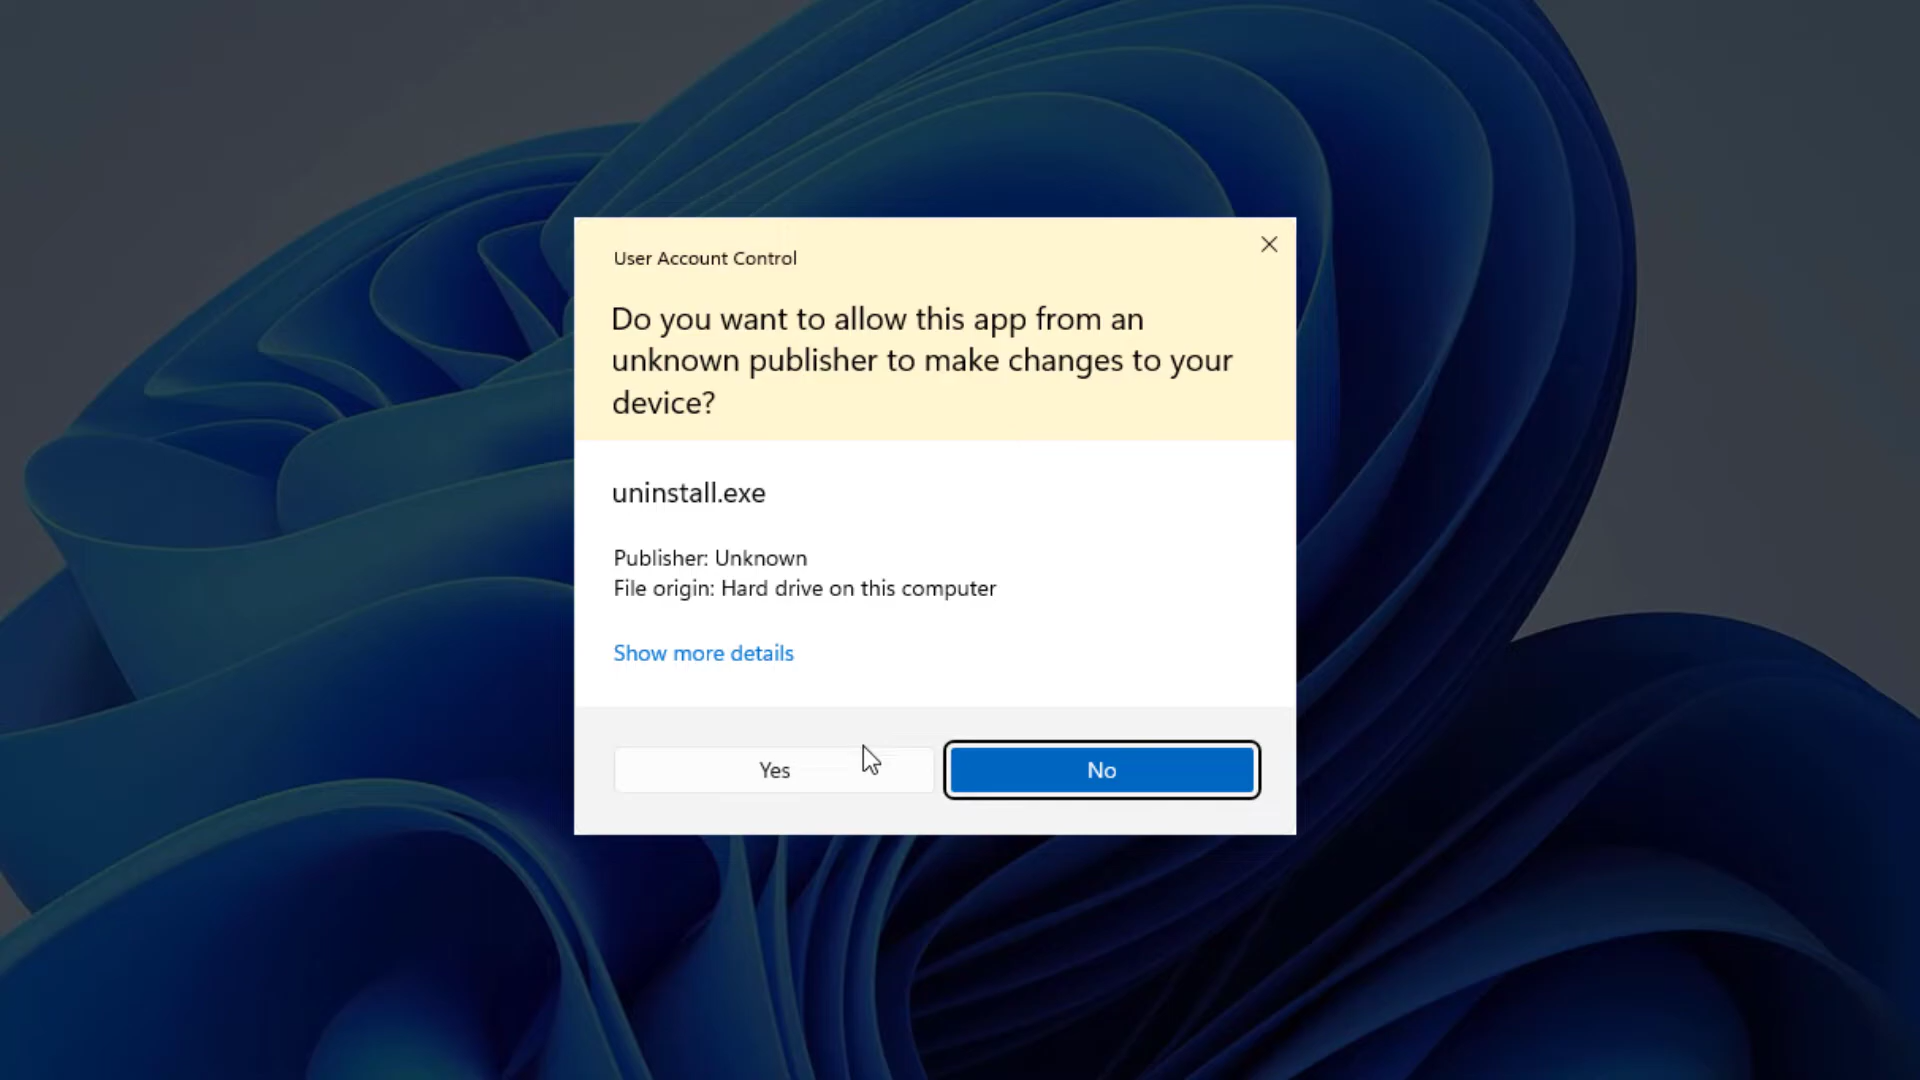 User Account Control
Do you want to allow this app from an
unknown publisher to make changes to your
device?
uninstall.exe
Publisher: Unknown
File origin: Hard drive on this computer
Show more details
Yes
No